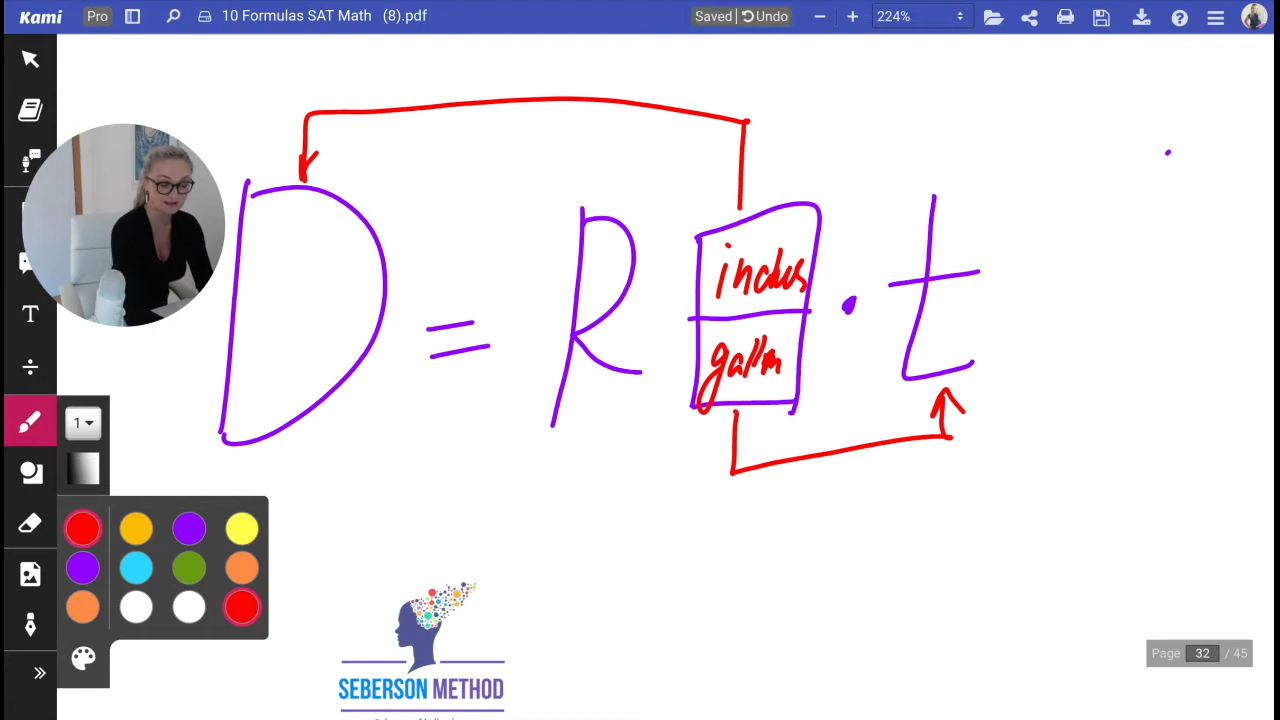 Kami Pro 10 Formulas SAT Math (8).pdf Saved Undo 224%
D = R inches · t
gallon
T
1
Page 32 / 45
SEBERSON METHOD